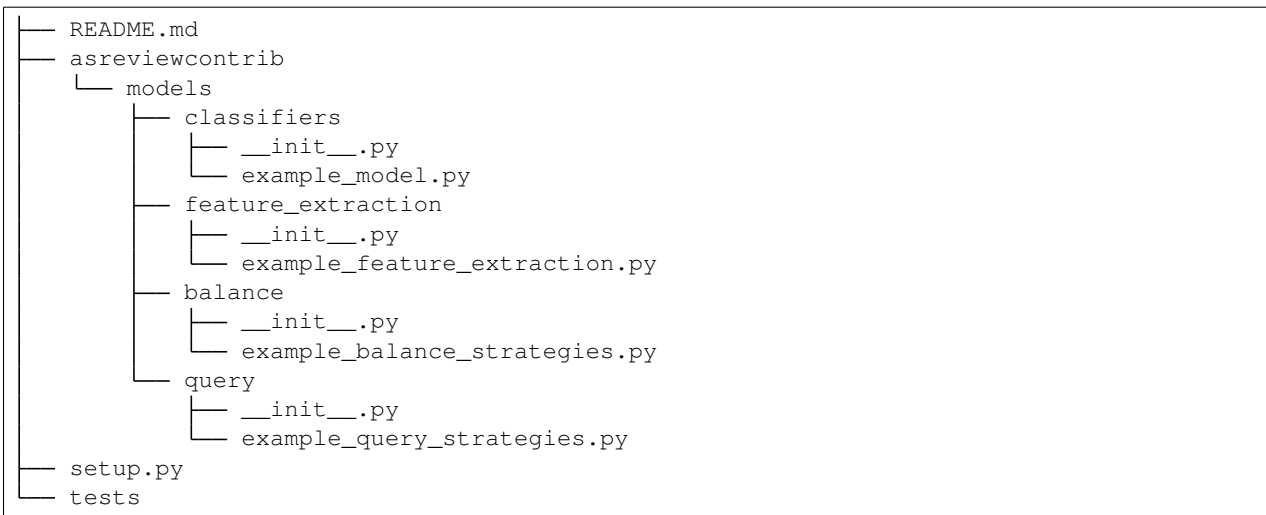 ├── README.md
├── asreviewcontrib
│   └── models
│       ├── classifiers
│       │   ├── __init__.py
│       │   └── example_model.py
│       ├── feature_extraction
│       │   ├── __init__.py
│       │   └── example_feature_extraction.py
│       ├── balance
│       │   ├── __init__.py
│       │   └── example_balance_strategies.py
│       └── query
│           ├── __init__.py
│           └── example_query_strategies.py
├── setup.py
└── tests